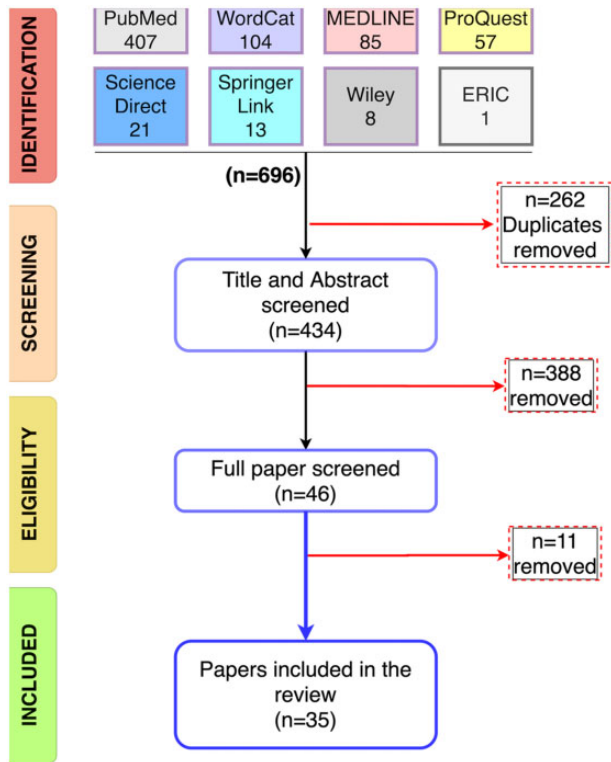 IDENTIFICATION
PubMed
407
WordCat
104
MEDLINE
85
ProQuest
57
Science
Direct
21
Springer
Link
13
Wiley
8
ERIC
1
(n=696)
n=262
Duplicates
removed
SCREENING
Title and Abstract
screened
(n=434)
n=388
removed
ELIGIBILITY
Full paper screened
(n=46)
n=11
removed
INCLUDED
Papers included in the
review
(n=35)